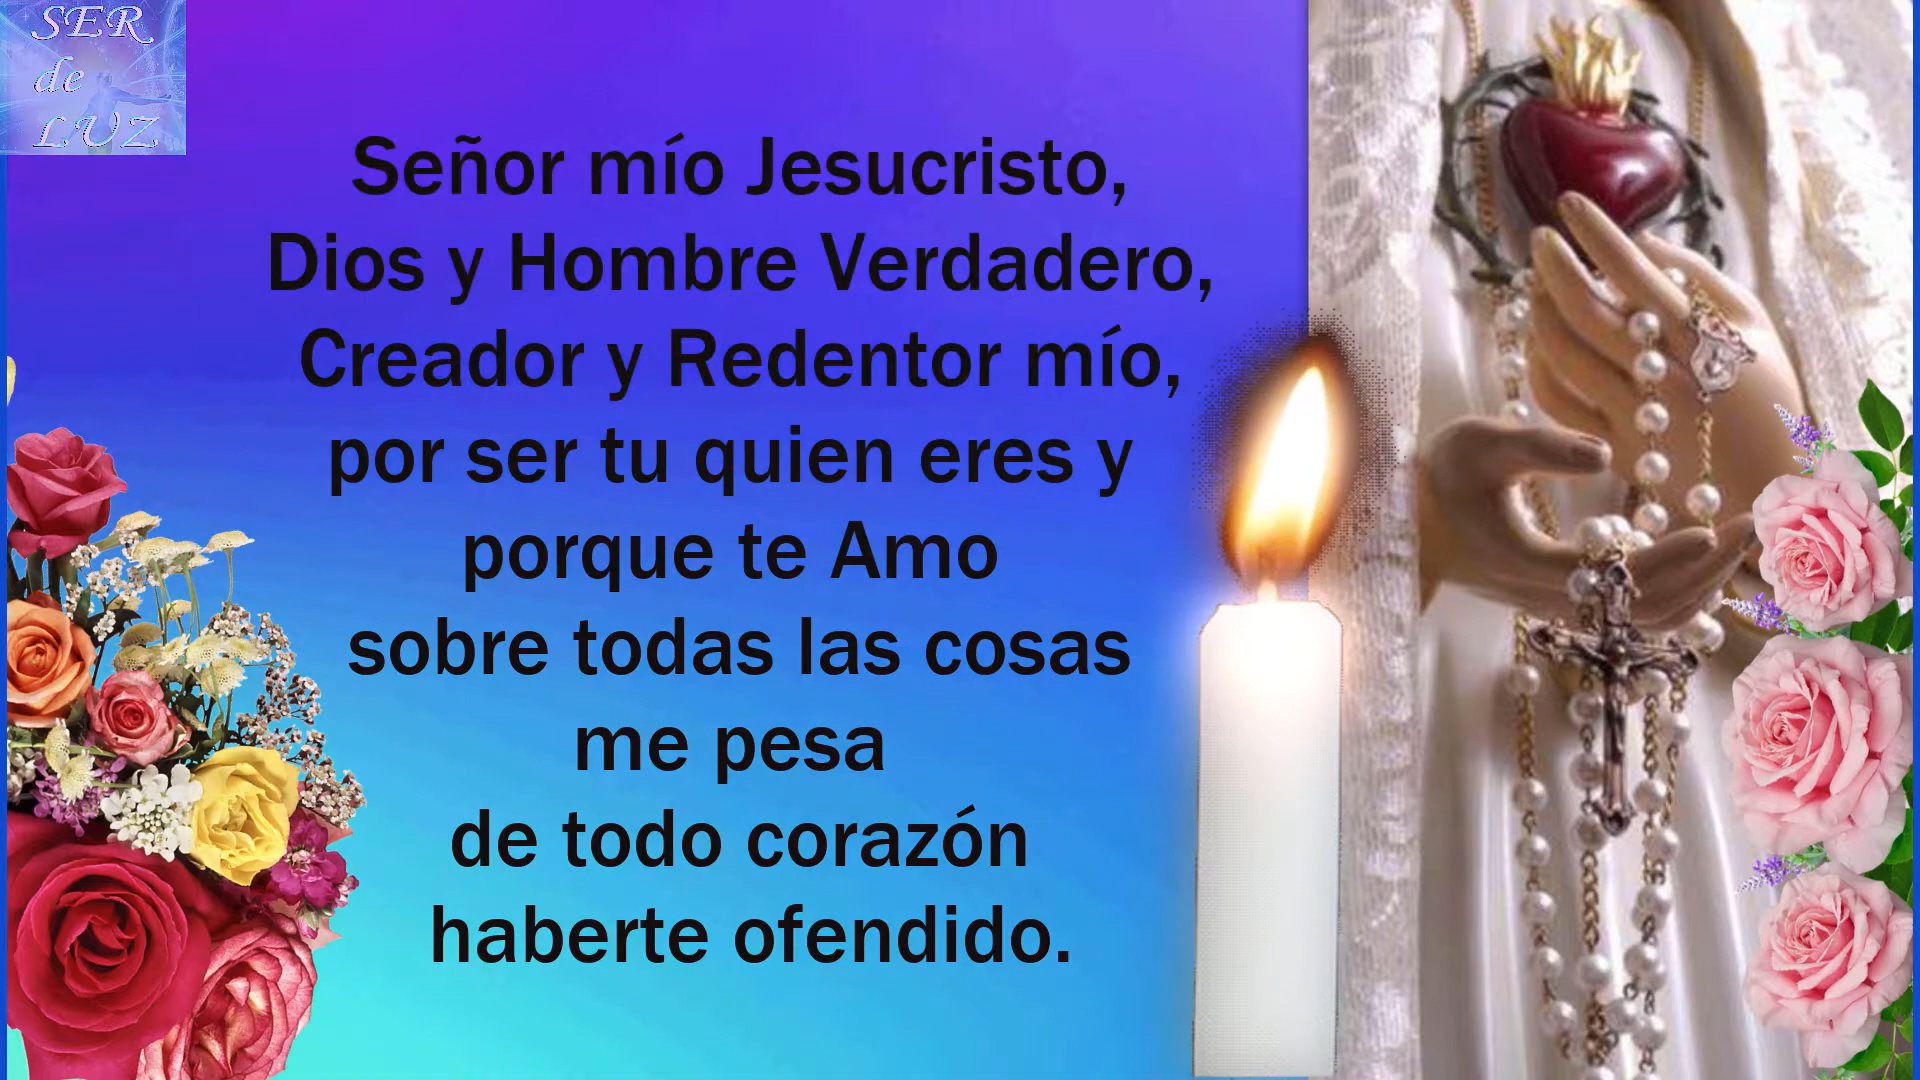 SER
de
LUZ
Señor mío Jesucristo,
Dios y Hombre Verdadero,
Creador y Redentor mío,
por ser tu quien eres y
porque te Amo
sobre todas las cosas
me pesa
de todo corazón
haberte ofendido.